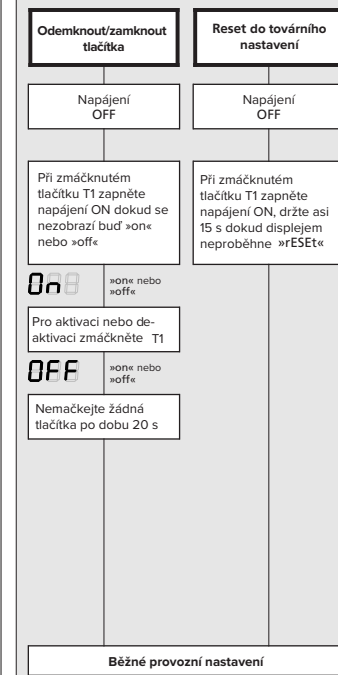 Odemknout/zamknout
tlačítka
Napájení
OFF
Při zmáčknutém
tlačítku T1 zapněte
napájení ON dokud se
nezobrazí buď »on«
nebo »off«
On
»on« nebo
»off«
Pro aktivaci nebo de-
aktivaci zmáčkněte T1
OFF
»on« nebo
»off«
Nemačkejte žádná
tlačítka po dobu 20 s
Reset do továrního
nastavení
Napájení
OFF
Při zmáčknutém
tlačítku T1 zapněte
napájení ON, držte asi
15 s dokud displejem
neproběhne »rESEt«
Běžné provozní nastavení